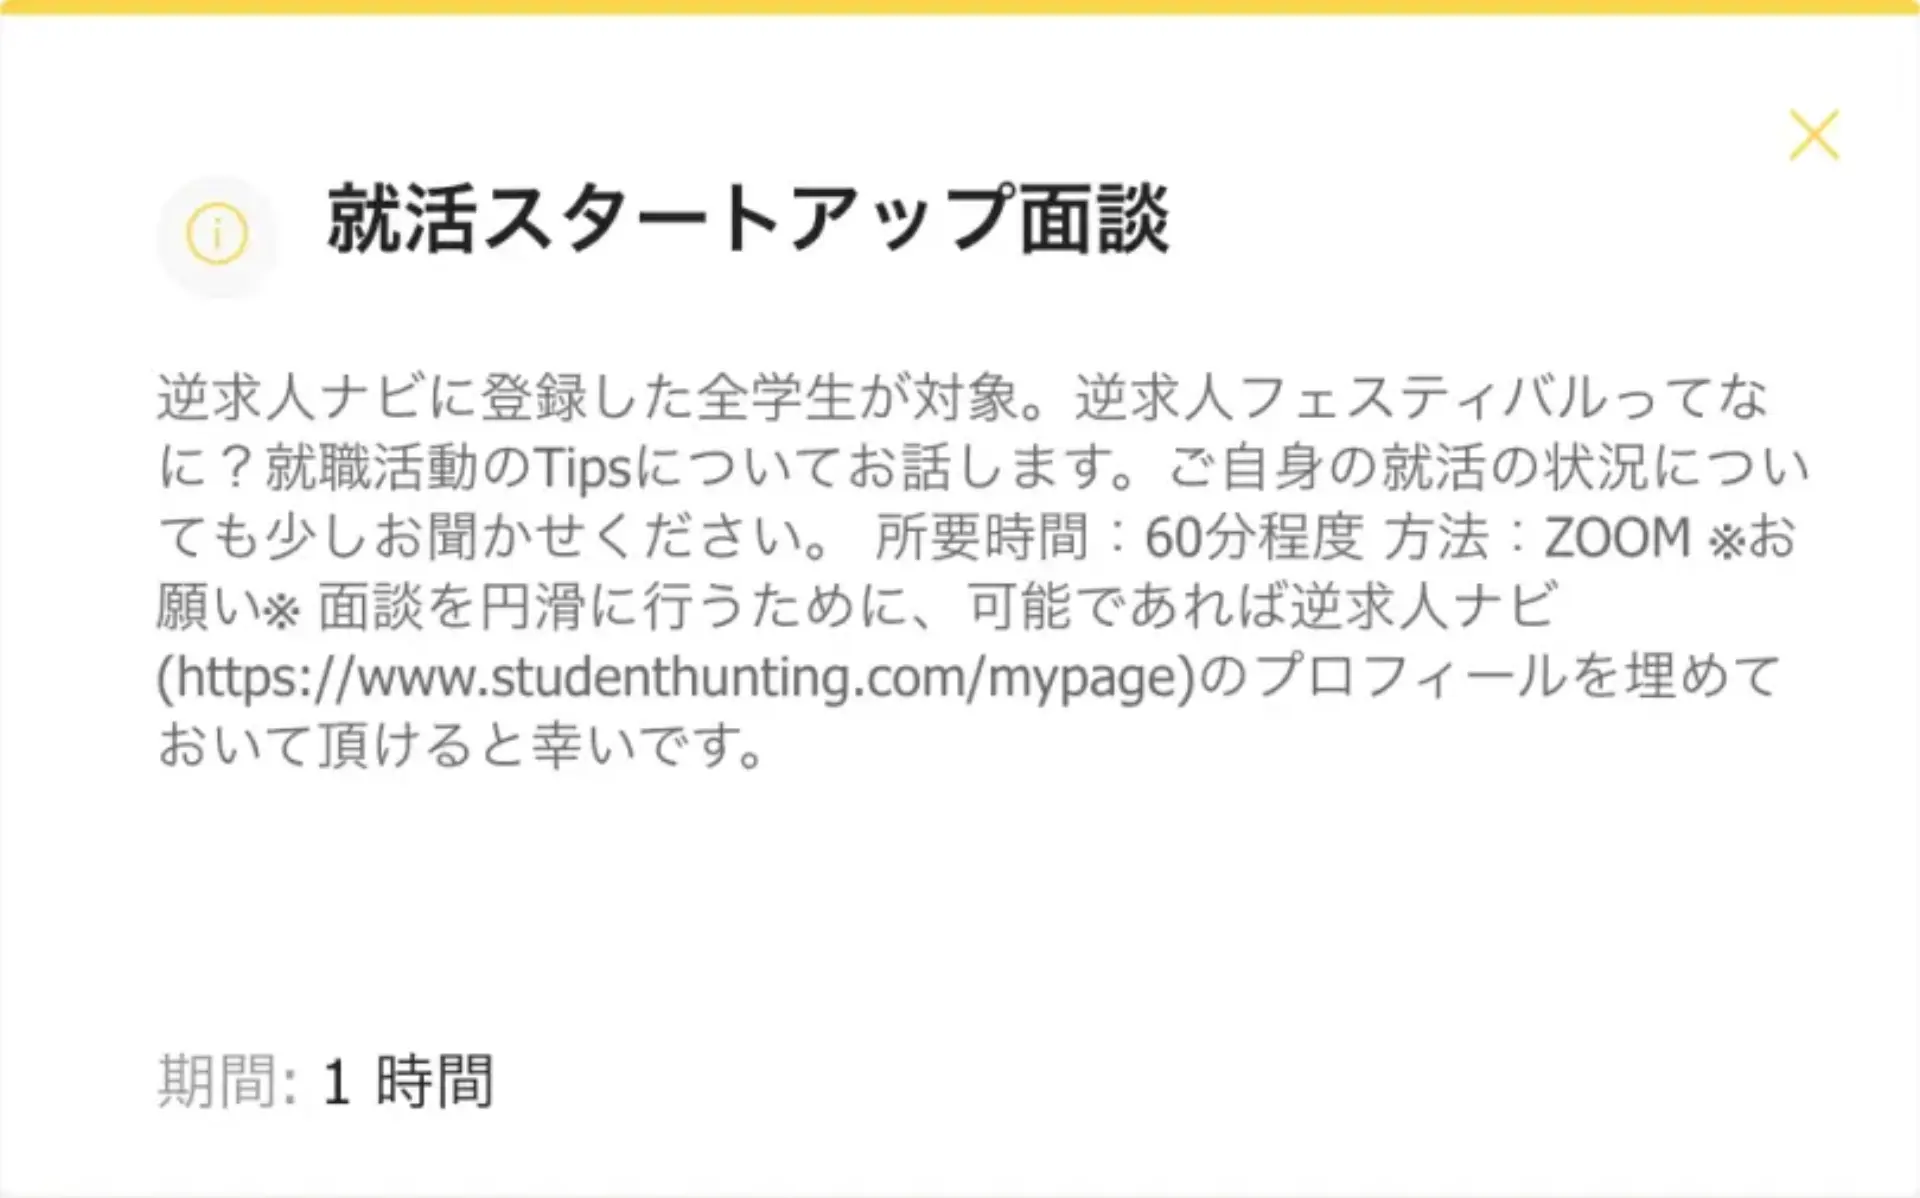 就活スタートアップ面談
逆求人ナビに登録した全学生が対象。逆求人フェスティバルってな
に？就職活動のTipsについてお話します。ご自身の就活の状況につい
ても少しお聞かせください。 所要時間：60分程度 方法：ZOOM ※お
願い※ 面談を円滑に行うために、可能であれば逆求人ナビ
(https://www.studenthunting.com/mypage)のプロフィールを埋めて
おいて頂けると幸いです。
期間: 1 時間